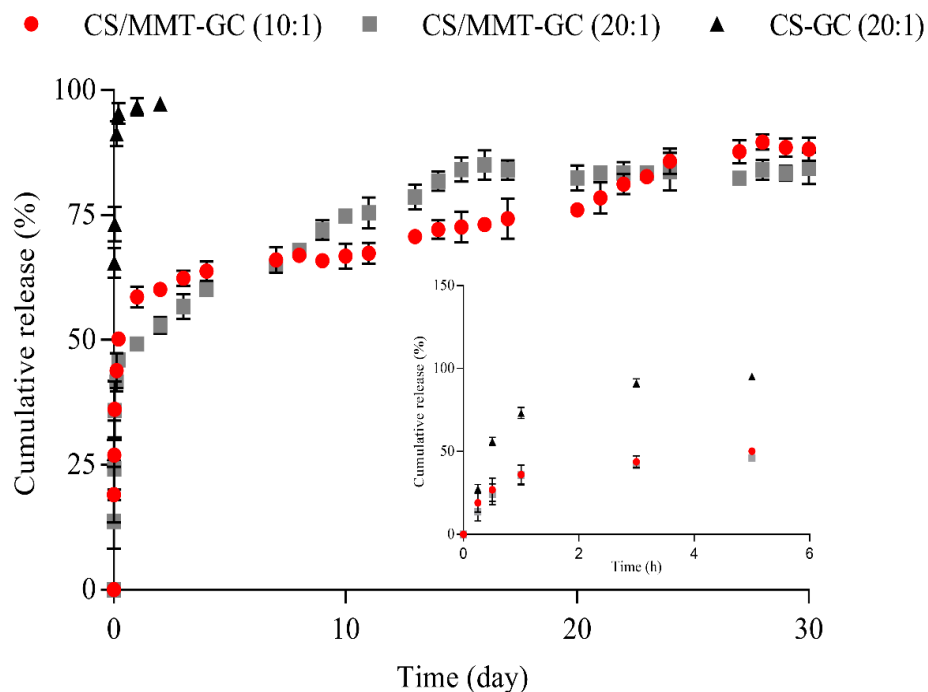 CS/MMT-GC (10:1) CS/MMT-GC (20:1) CS-GC (20:1)
100
75
50
25
0
Cumulative release (%)
0 10 20 30
Time (day)
150
100
50
0
Cumulative release (%)
0 2 4 6
Time (h)